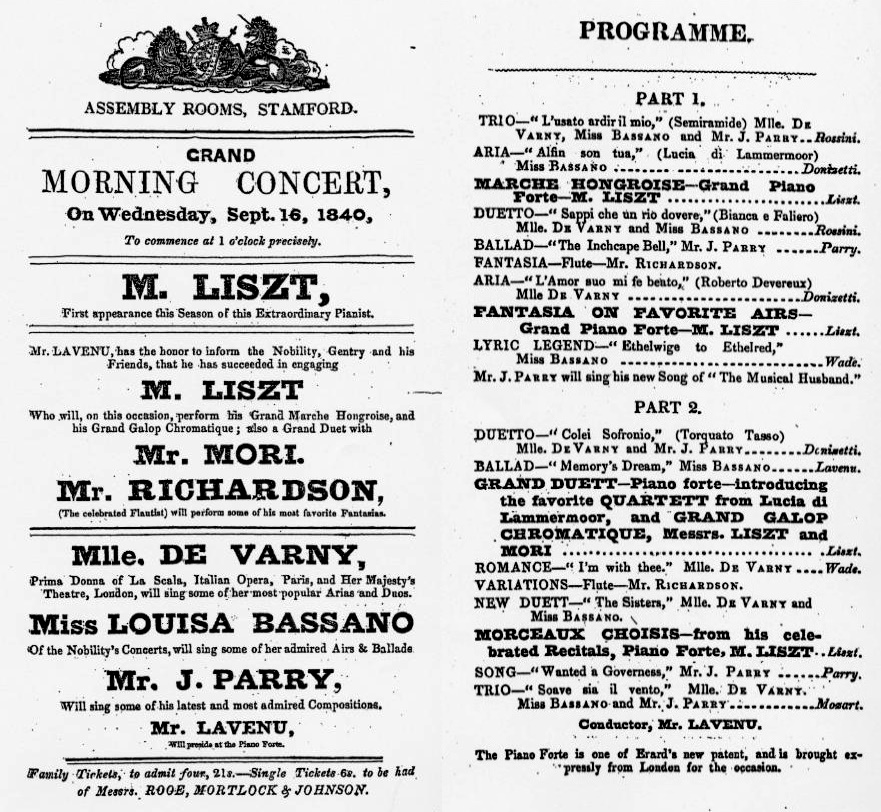 ASSEMBLY ROOMS, STAMFORD.
GRAND
MORNING CONCERT,
On Wednesday, Sept. 16, 1840,
To commence at 1 o'clock precisely.
M. LISZT,
First appearance this Season of this Extraordinary Pianist.
Mr. LAVENU, has the honor to inform the Nobility, Gentry and his
Friends, that he has succeeded in engaging
M. LISZT
Who will, on this occasion, perform his Grand Marche Hongroise, and
his Grand Galop Chromatique; also a Grand Duet with
Mr. MORI.
Mr. RICHARDSON,
(The celebrated Flautist) will perform some of his most favorite Fantasias.
Mlle. DE VARNY,
Prima Donna of La Scala, Italian Opera, Paris, and Her Majesty's
Theatre, London, will sing some of her most popular Arias and Duos.
Miss LOUISA BASSANO
Of the Nobility's Concerts, will sing some of her admired Airs & Ballads
Mr. J. PARRY,
Will sing some of his latest and most admired Compositions.
Mr. LAVENU,
Will preside at the Piano Forte.
Family Tickets, to admit four, 21s.—Single Tickets 6s. to be had
of Messrs. ROOE, MORTLOCK & JOHNSON.
PROGRAMME.
PART 1.
TRIO—"L'usato ardir il mio," (Semiramide) Mlle. DE
VARNY, Miss BASSANO and Mr. J. PARRY..Rossini.
ARIA—"Alfin son tua," (Lucia di Lammermoor)
Miss BASSANO ........................Donizetti.
MARCHE HONGROISE—Grand Piano
Forte—M. LISZT ......................Liszt.
DUETTO—"Sappi che un rio dovere," (Bianca e Faliero)
Mlle. DE VARNY and Miss BASSANO ........Rossini.
BALLAD—"The Inchcape Bell," Mr. J. PARRY ......Parry.
FANTASIA—Flute—Mr. RICHARDSON.
ARIA—"L'Amor suo mi fe beato," (Roberto Devereux)
Mlle DE VARNY ........................Donizetti.
FANTASIA ON FAVORITE AIRS—
Grand Piano Forte—M. LISZT ......Liszt.
LYRIC LEGEND—"Ethelwige to Ethelred,"
Miss BASSANO ............................Wade.
Mr. J. PARRY will sing his new Song of "The Musical Husband."
PART 2.
DUETTO—"Colei Sofronio," (Torquato Tasso)
Mlle. DE VARNY and Mr. J. PARRY........Donizetti.
BALLAD—"Memory's Dream," Miss BASSANO......Lavenu.
GRAND DUETT—Piano forte—introducing
the favorite QUARTETT from Lucia di
Lammermoor, and GRAND GALOP
CHROMATIQUE, Messrs. LISZT and
MORI ..................................Liszt.
ROMANCE—"I'm with thee." Mlle. DE VARNY ....Wade.
VARIATIONS—Flute—Mr. RICHARDSON.
NEW DUETT—"The Sisters," Mlle. DE VARNY and
Miss BASSANO.
MORCEAUX CHOISIS—from his cele-
brated Recitals, Piano Forte, M. LISZT..Liszt.
SONG—"Wanted a Governess," Mr. J. PARRY ......Parry.
TRIO—"Soave sia il vento," Mlle. DE VARNY.
Miss BASSANO and Mr. J. PARRY............Mozart.
Conductor, Mr. LAVENU.
The Piano Forte is one of Erard's new patent, and is brought ex-
pressly from London for the occasion.